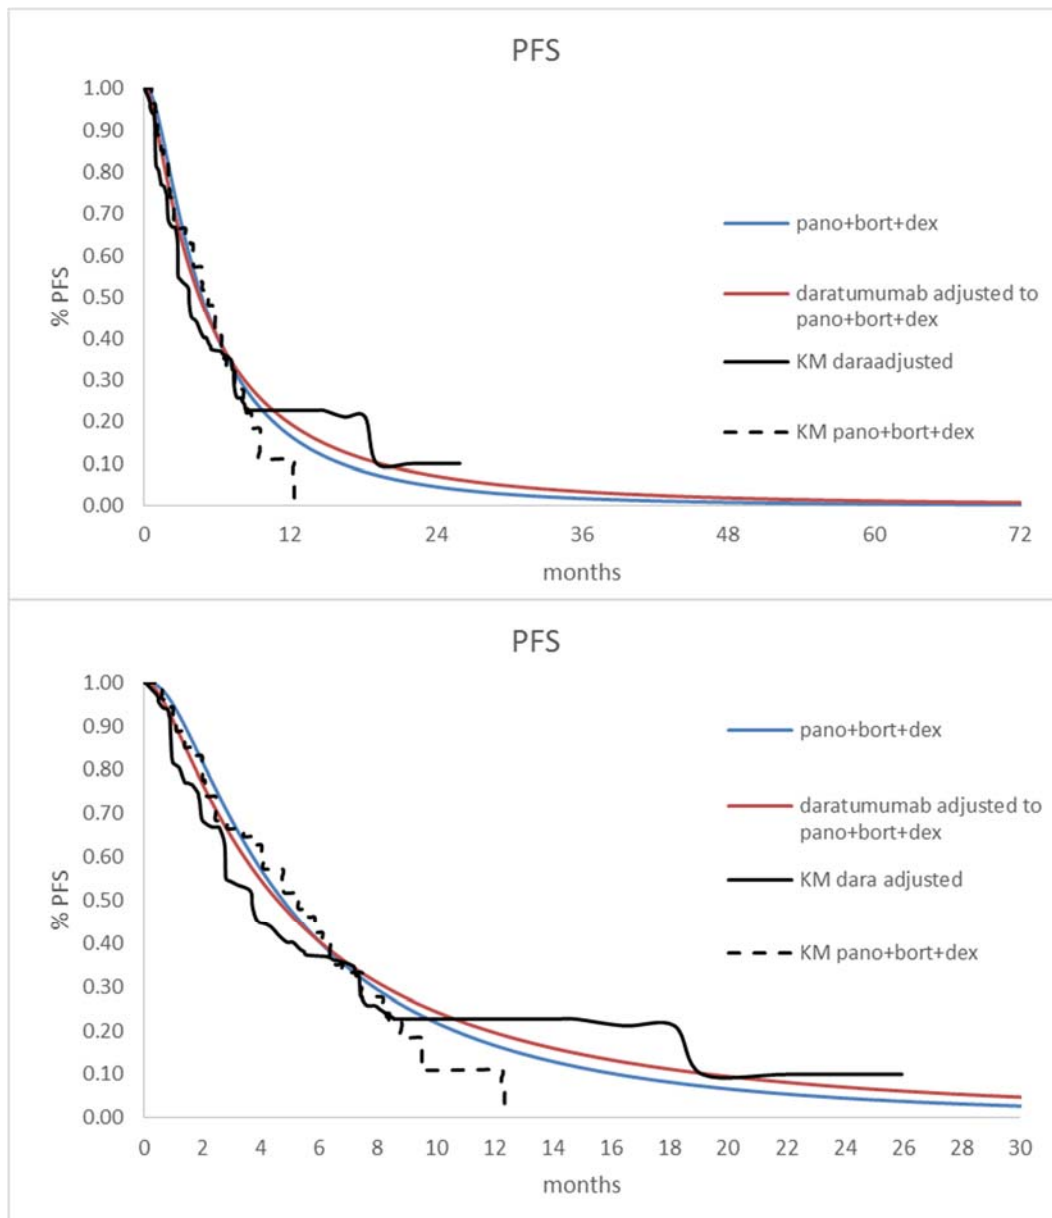 PFS
1.00
0.90
0.80
0.70
0.60
0.50
0.40
0.30
0.20
0.10
0.00
% PFS
pano+bort+dex
daratumumab adjusted to
pano+bort+dex
KM daraadjusted
KM pano+bort+dex
0 12 24 36 48 60 72
months
PFS
1.00
0.90
0.80
0.70
0.60
0.50
0.40
0.30
0.20
0.10
0.00
% PFS
pano+bort+dex
daratumumab adjusted to
pano+bort+dex
KM dara adjusted
KM pano+bort+dex
0 2 4 6 8 10 12 14 16 18 20 22 24 26 28 30
months